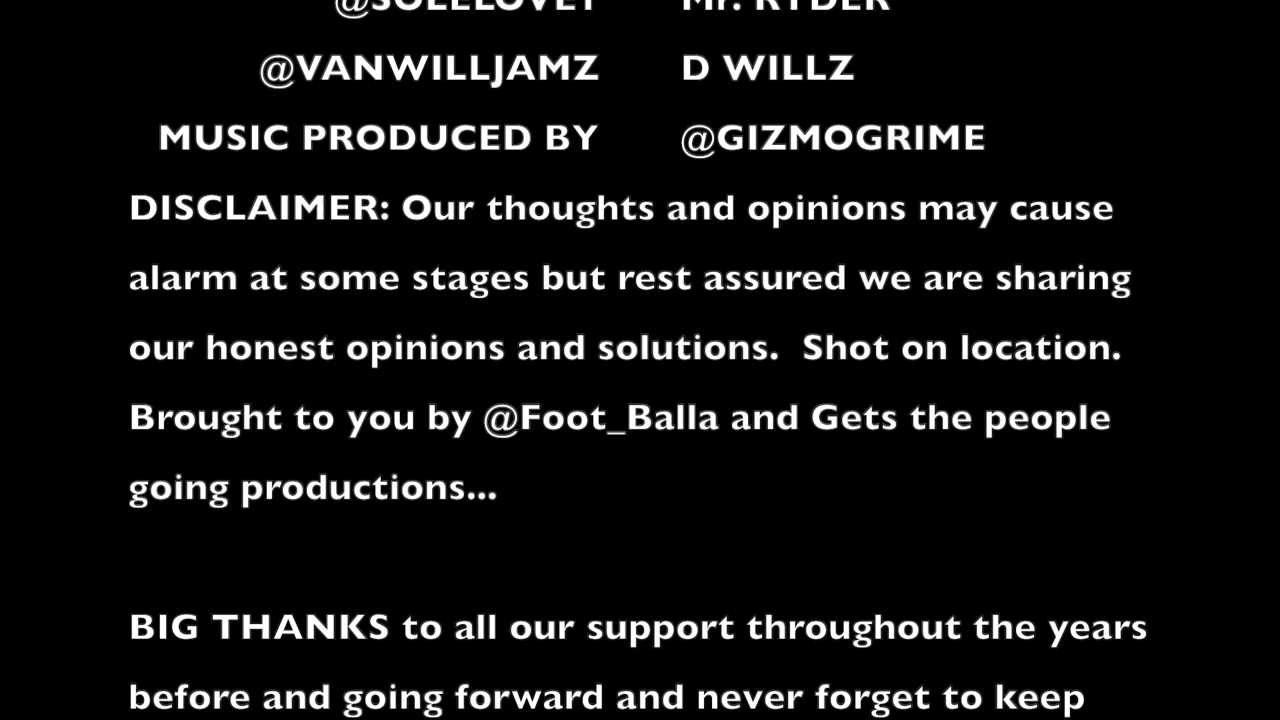 @SOLELOVE1 Mr. RYDER
@VANWILLJAMZ D WILLZ
MUSIC PRODUCED BY @GIZMOGRIME
DISCLAIMER: Our thoughts and opinions may cause
alarm at some stages but rest assured we are sharing
our honest opinions and solutions.  Shot on location.
Brought to you by @Foot_Balla and Gets the people
going productions...
BIG THANKS to all our support throughout the years
before and going forward and never forget to keep